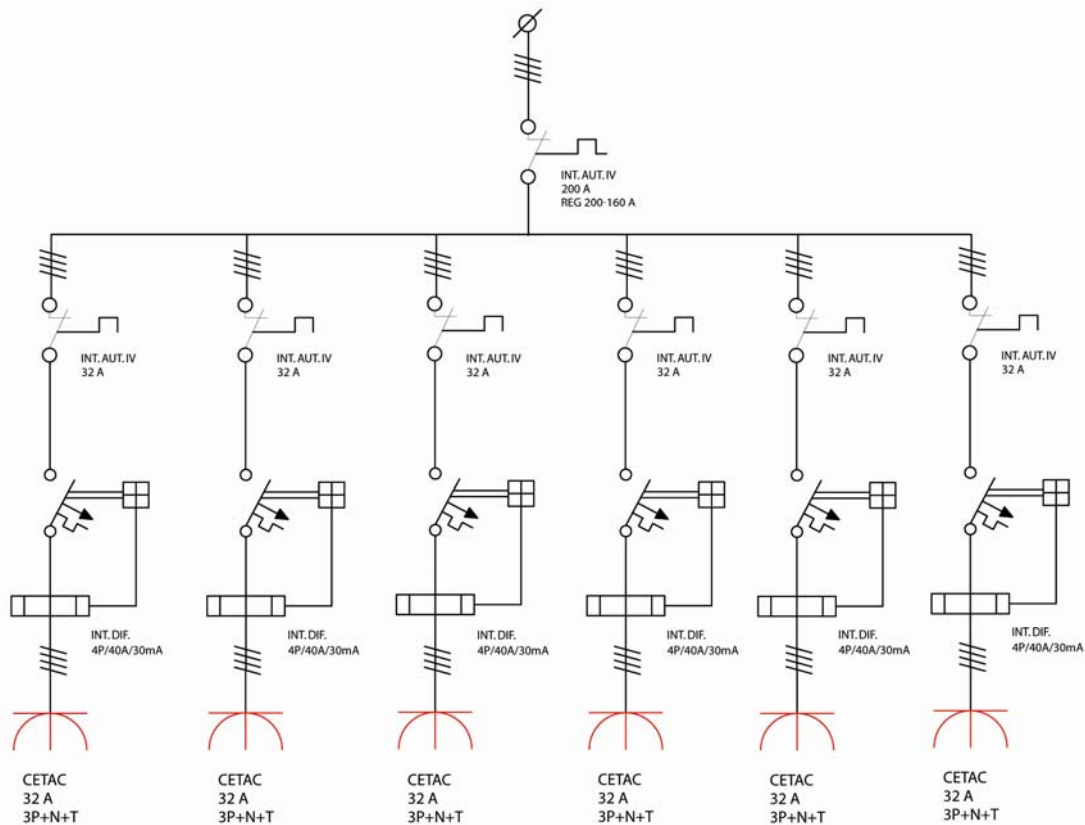 INT. AUT. IV
200 A
REG 200-160 A
INT. AUT. IV
32 A
INT. AUT. IV
32 A
INT. AUT. IV
32 A
INT. AUT. IV
32 A
INT. AUT. IV
32 A
INT. AUT. IV
32 A
INT. DIF.
4P/40A/30mA
INT. DIF.
4P/40A/30mA
INT. DIF.
4P/40A/30mA
INT. DIF.
4P/40A/30mA
INT. DIF.
4P/40A/30mA
INT. DIF.
4P/40A/30mA
CETAC
32 A
3P+N+T
CETAC
32 A
3P+N+T
CETAC
32 A
3P+N+T
CETAC
32 A
3P+N+T
CETAC
32 A
3P+N+T
CETAC
32 A
3P+N+T